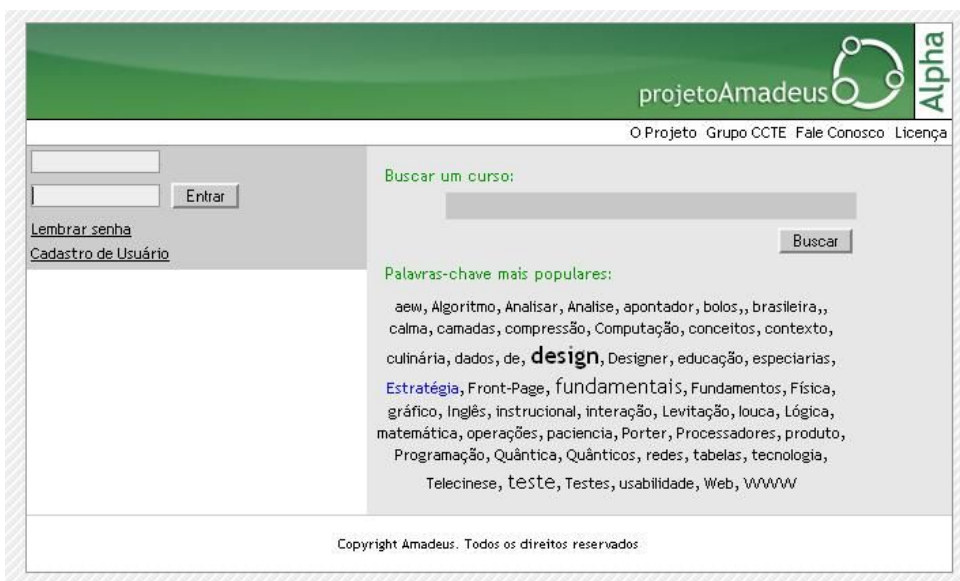 projetoAmadeus
Alpha
O Projeto Grupo CCTE Fale Conosco Licença
Entrar
Lembrar senha
Cadastro de Usuário
Buscar um curso:
Buscar
Palavras-chave mais populares:
aew, Algoritmo, Analisar, Analise, apontador, bolos,, brasileira,,
calma, camadas, compressão, Computação, conceitos, contexto,
culinária, dados, de, design, Designer, educação, especiarias,
Estratégia, Front-Page, fundamentais, Fundamentos, Física,
gráfico, Inglês, instrucional, interação, Levitação, louca, Lógica,
matemática, operações, paciencia, Porter, Processadores, produto,
Programação, Quântica, Quânticos, redes, tabelas, tecnologia,
Telecinese, teste, Testes, usabilidade, Web, WWW
Copyright Amadeus. Todos os direitos reservados